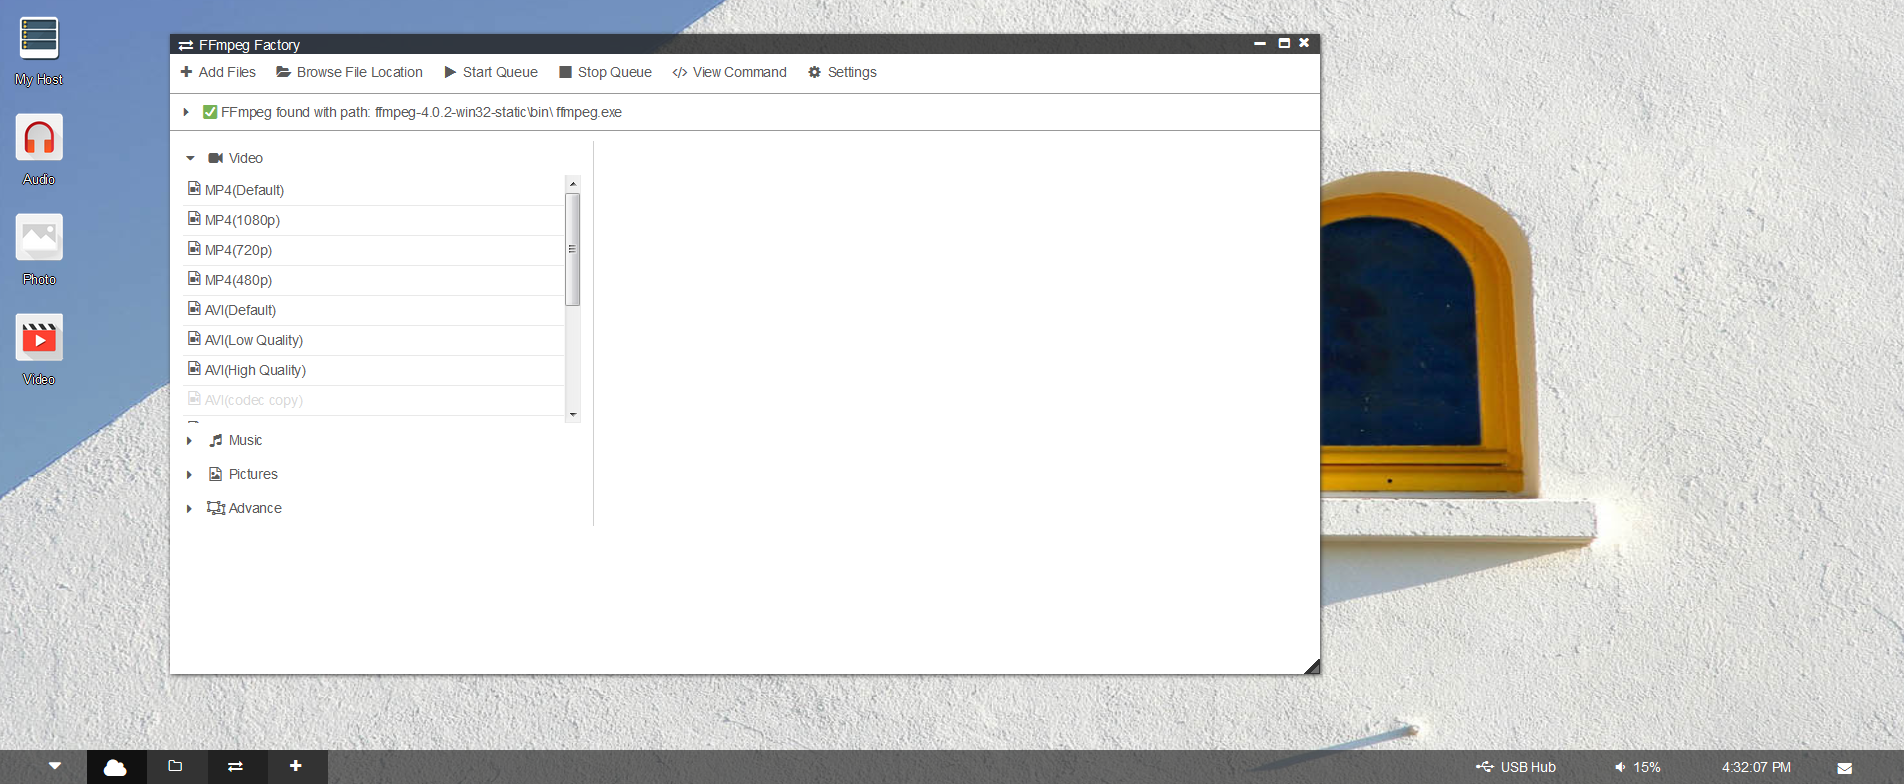 My Host
Audio
Photo
Video
FFmpeg Factory
Add Files Browse File Location Start Queue Stop Queue </> View Command Settings
FFmpeg found with path: ffmpeg-4.0.2-win32-static\bin\ ffmpeg.exe
Video
MP4(Default)
MP4(1080p)
MP4(720p)
MP4(480p)
AVI(Default)
AVI(Low Quality)
AVI(High Quality)
AVI(codec copy)
Music
Pictures
Advance
USB Hub 15% 4:32:07 PM